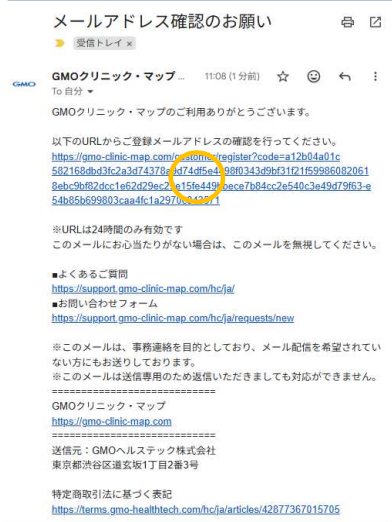 メールアドレス確認のお願い
受信トレイ ×
GMO
GMOクリニック・マップ ... 11:08 (1 分前)
To 自分
GMOクリニック・マップのご利用ありがとうございます。
以下のURLからご登録メールアドレスの確認を行ってください。
https://gmo-clinic-map.com/customer/register?code=a12b04a01c
※URLは24時間のみ有効です
このメールにお心当たりがない場合は、このメールを無視してください。
■よくあるご質問
https://support.gmo-clinic-map.com/hc/ja/
■お問い合わせフォーム
https://support.gmo-clinic-map.com/hc/ja/requests/new
※このメールは、事務連絡を目的としており、メール配信を希望されてい
ない方にもお送りしております。
※このメールは送信専用のため返信いただきましても対応ができません。
============================
GMOクリニック・マップ
https://gmo-clinic-map.com
============================
送信元：GMOヘルステック株式会社
東京都渋谷区道玄坂1丁目2番3号
特定商取引法に基づく表記
https://terms.gmo-healthtech.com/hc/ja/articles/42877367015705